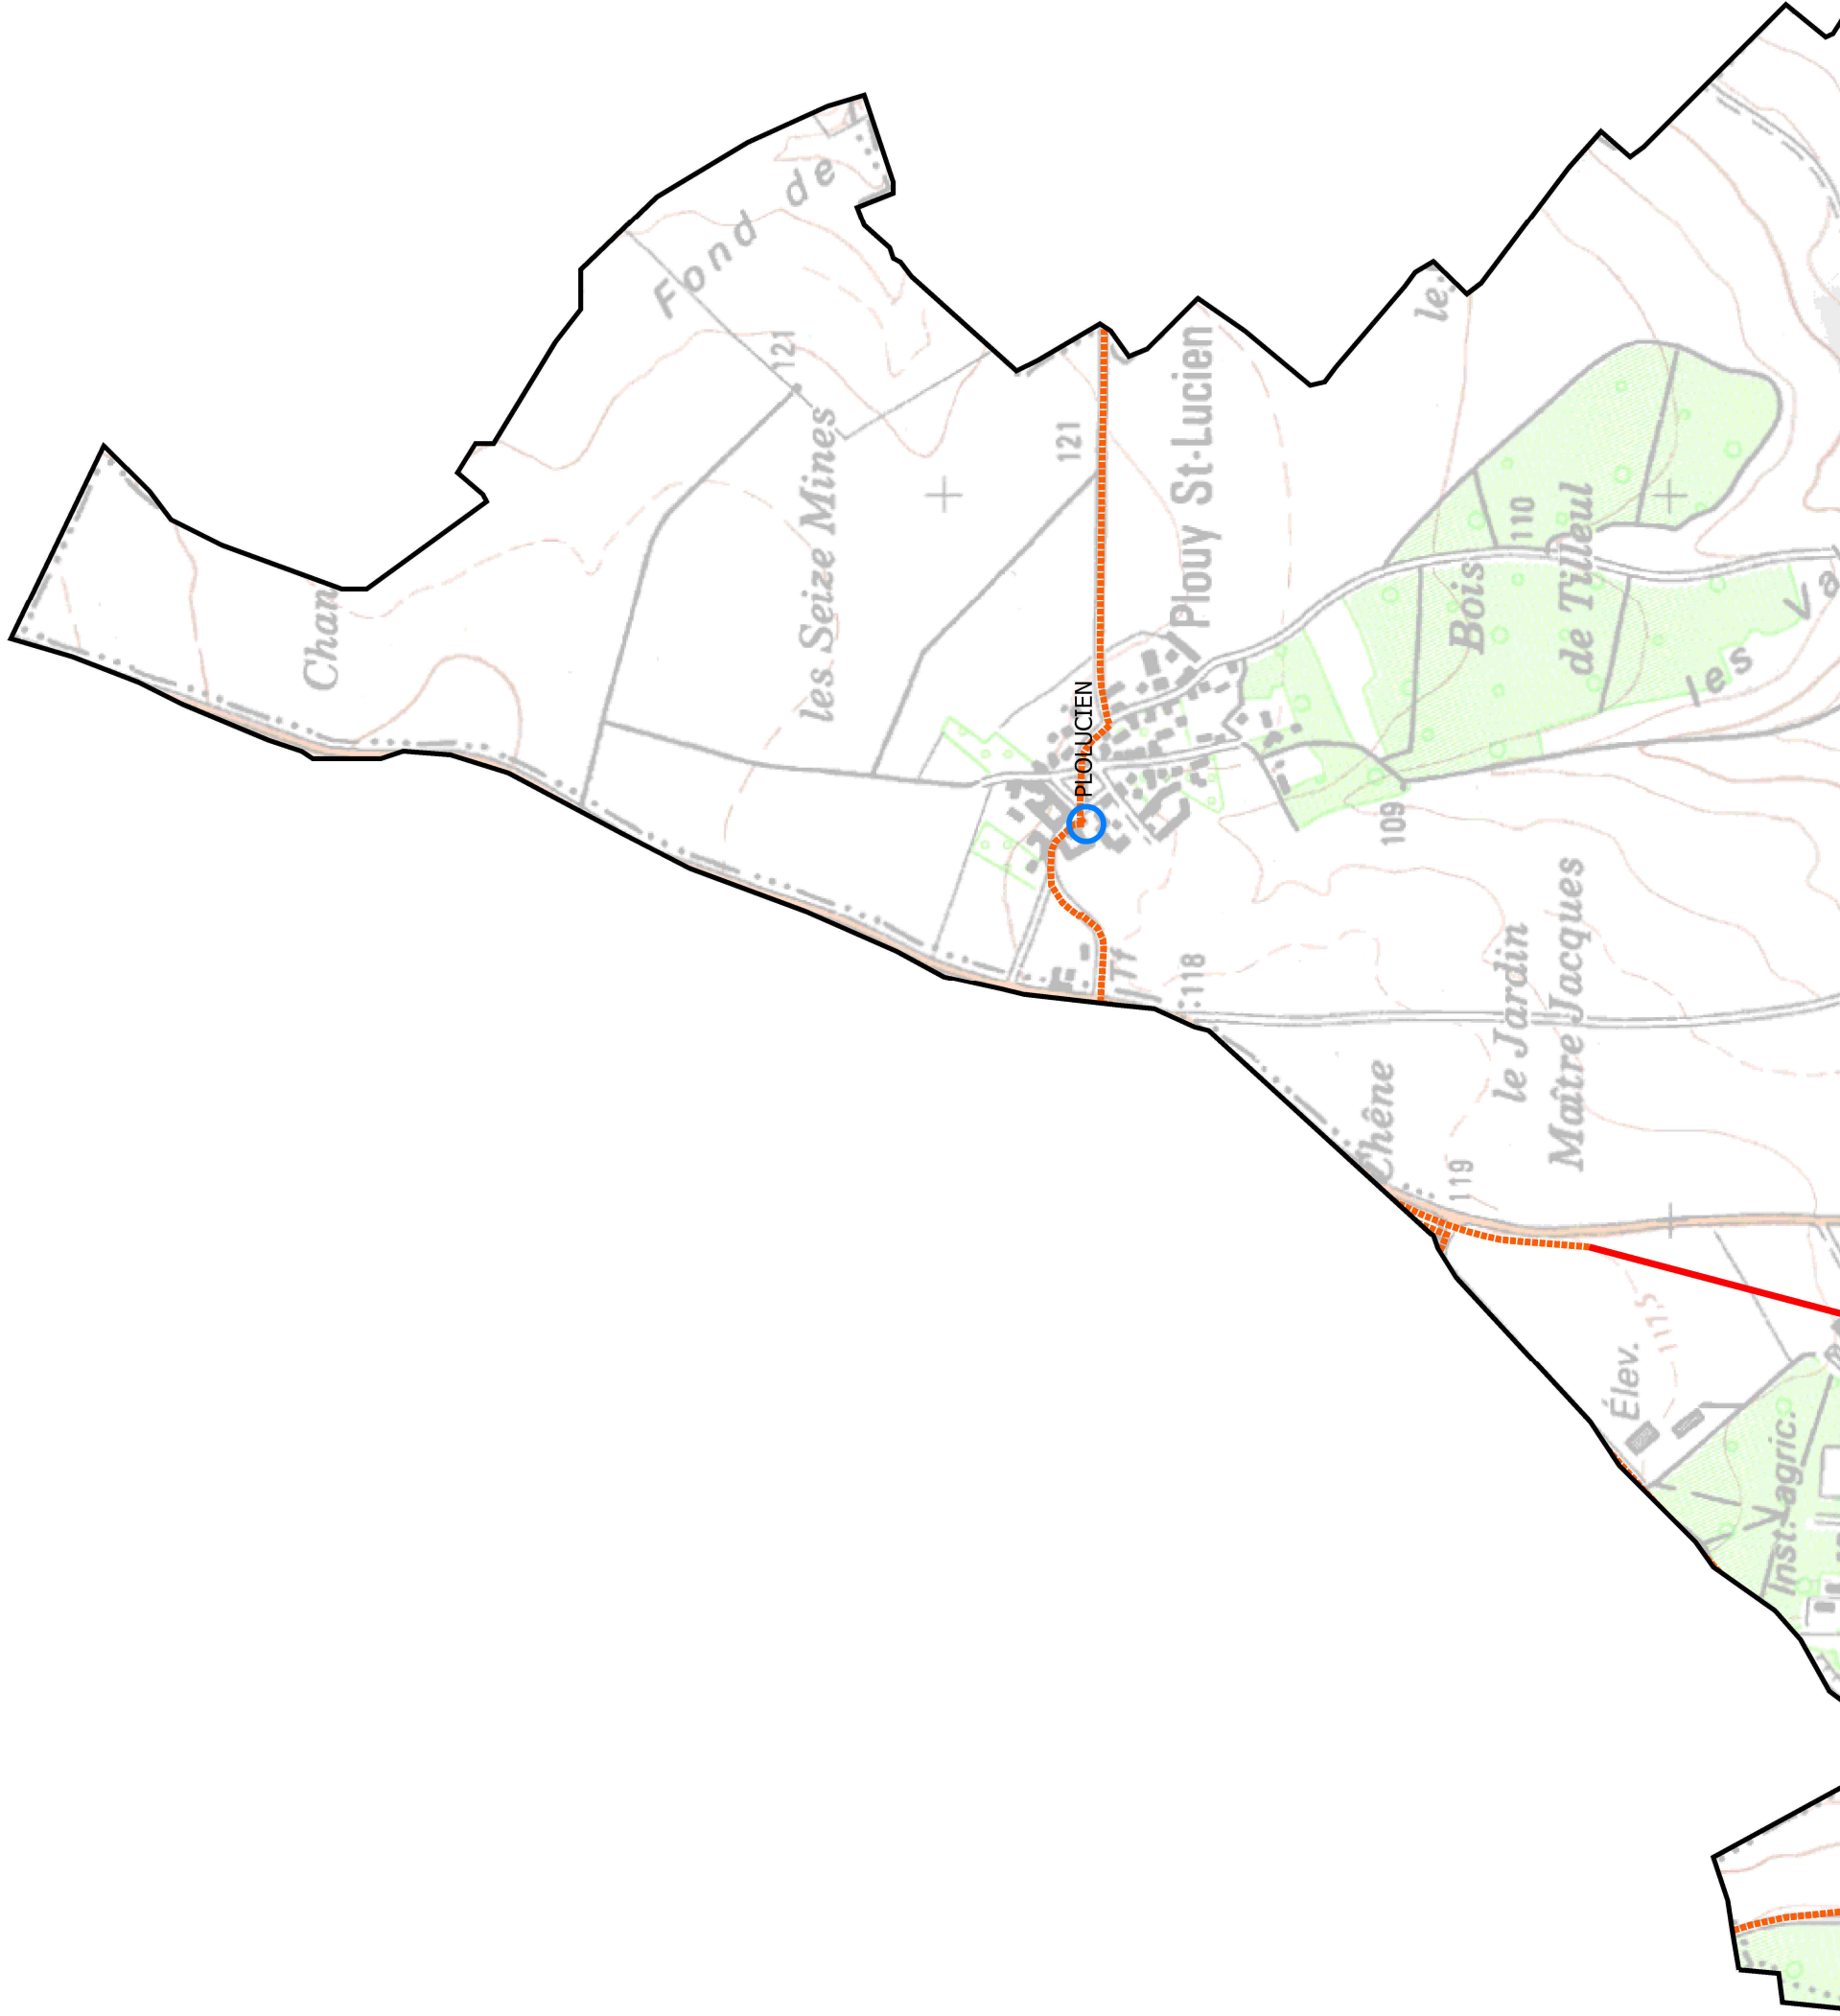 Fond de
121
Chan
les Seize Mines
121
Plouy St-Lucien
le
PLOUCIEN
110
Bois
de Tilleul
les
Va
109
Tf
118
le Jardin
Maître Jacques
Chêne
119
Élev.
Inst. agric.